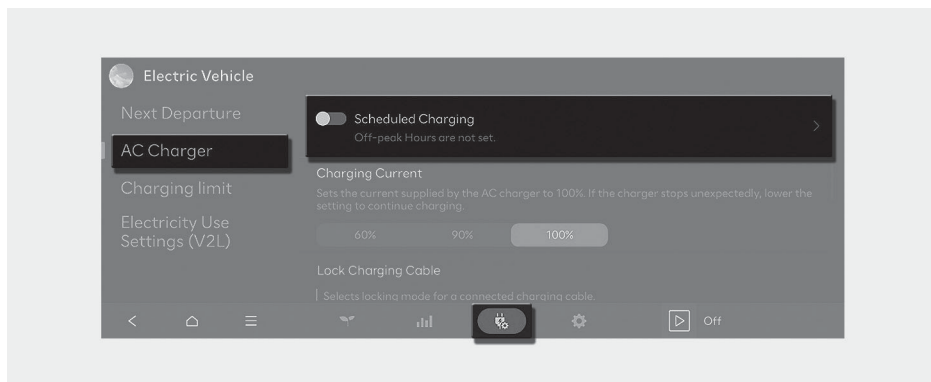 Electric Vehicle
Next Departure
AC Charger
Charging limit
Electricity Use
Settings (V2L)
Scheduled Charging
Off-peak Hours are not set.
Charging Current
Sets the current supplied by the AC charger to 100%. If the charger stops unexpectedly, lower the
setting to continue charging.
60% 90% 100%
Lock Charging Cable
Selects locking mode for a connected charging cable.
Off